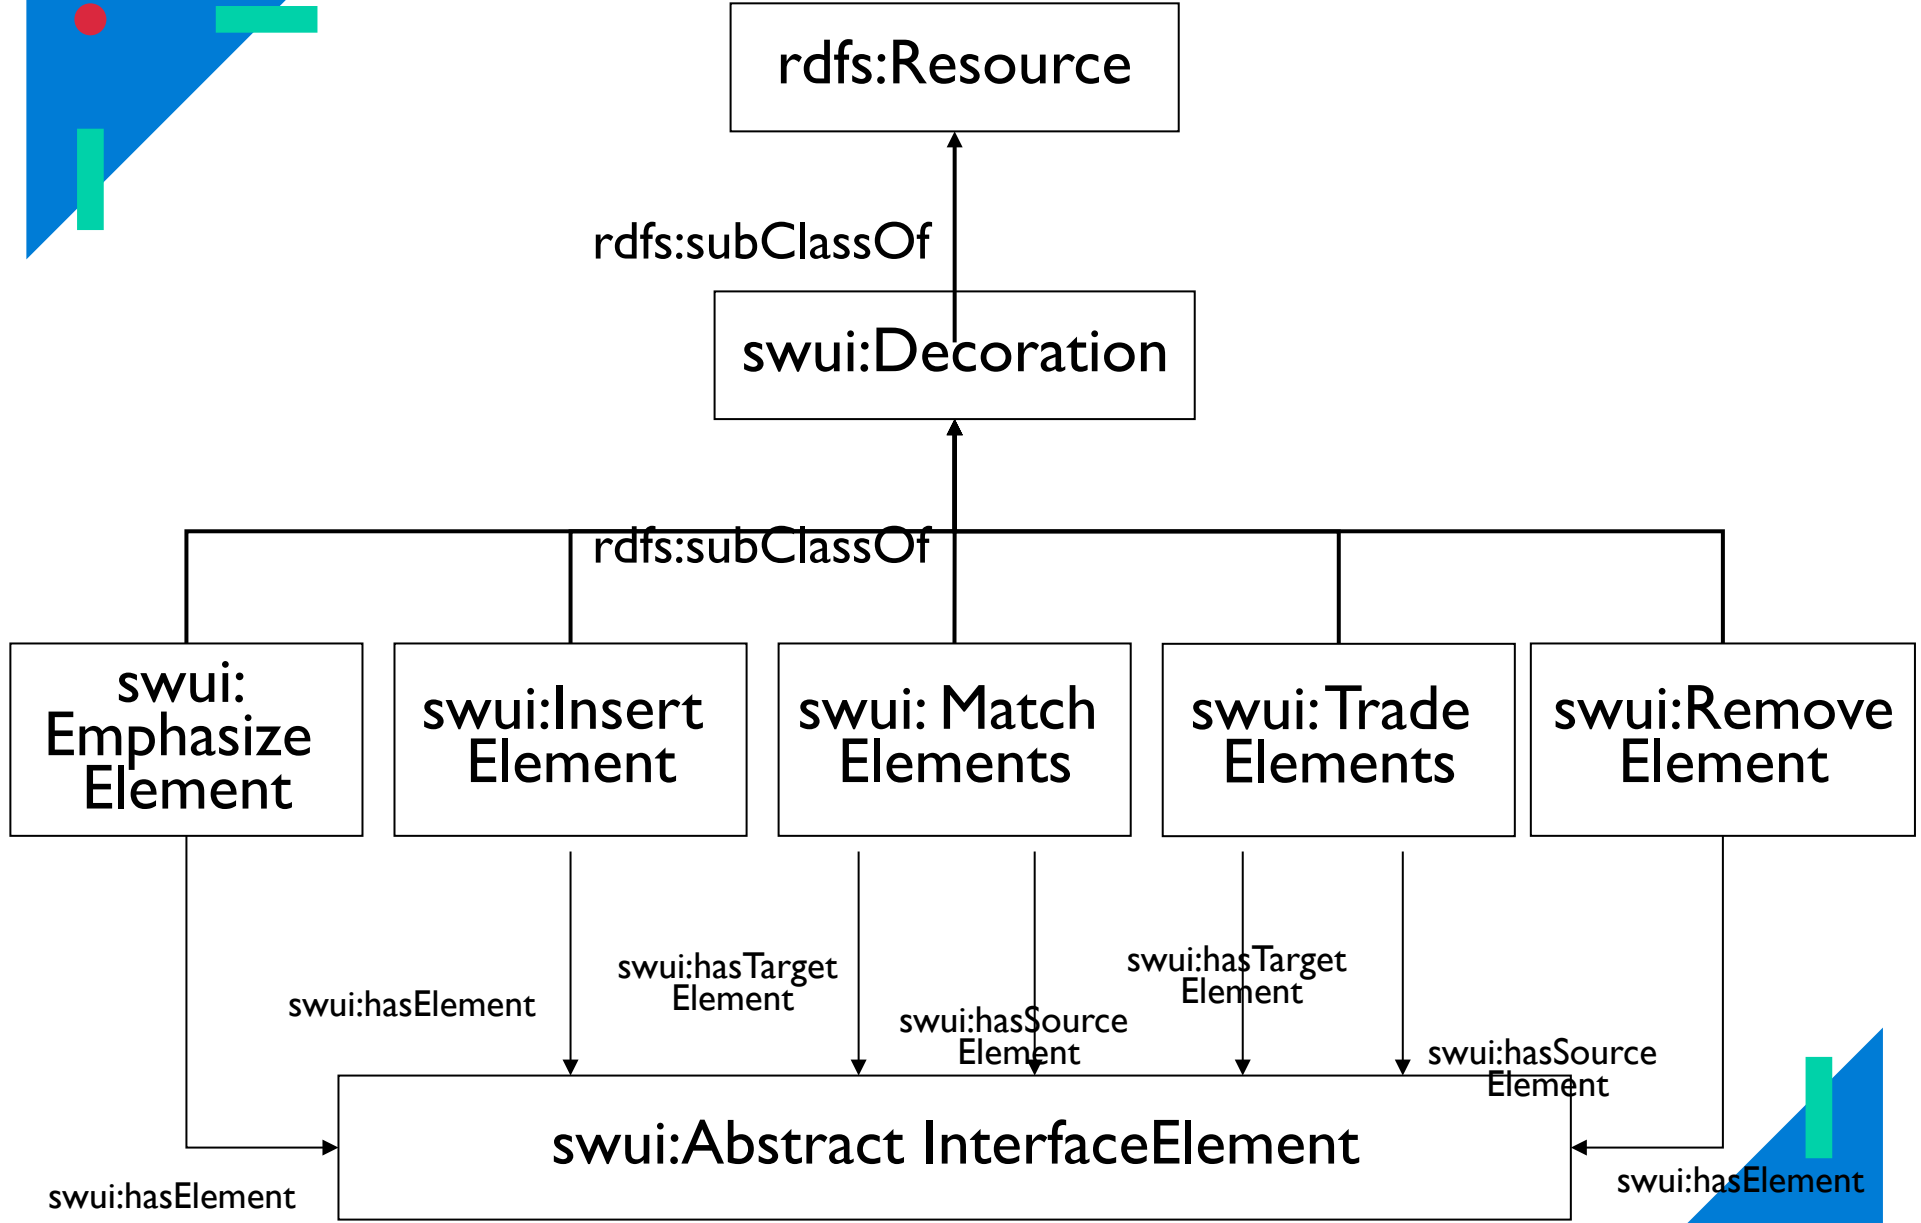 rdfs:Resource
rdfs:subClassOf
swui:Decoration
rdfs:subClassOf
swui:
Emphasize
Element
swui:Insert
Element
swui: Match
Elements
swui: Trade
Elements
swui:Remove
Element
swui:hasElement
swui:hasTarget
Element
swui:hasSource
Element
swui:hasTarget
Element
swui:hasSource
Element
swui:Abstract InterfaceElement
swui:hasElement
swui:hasElement